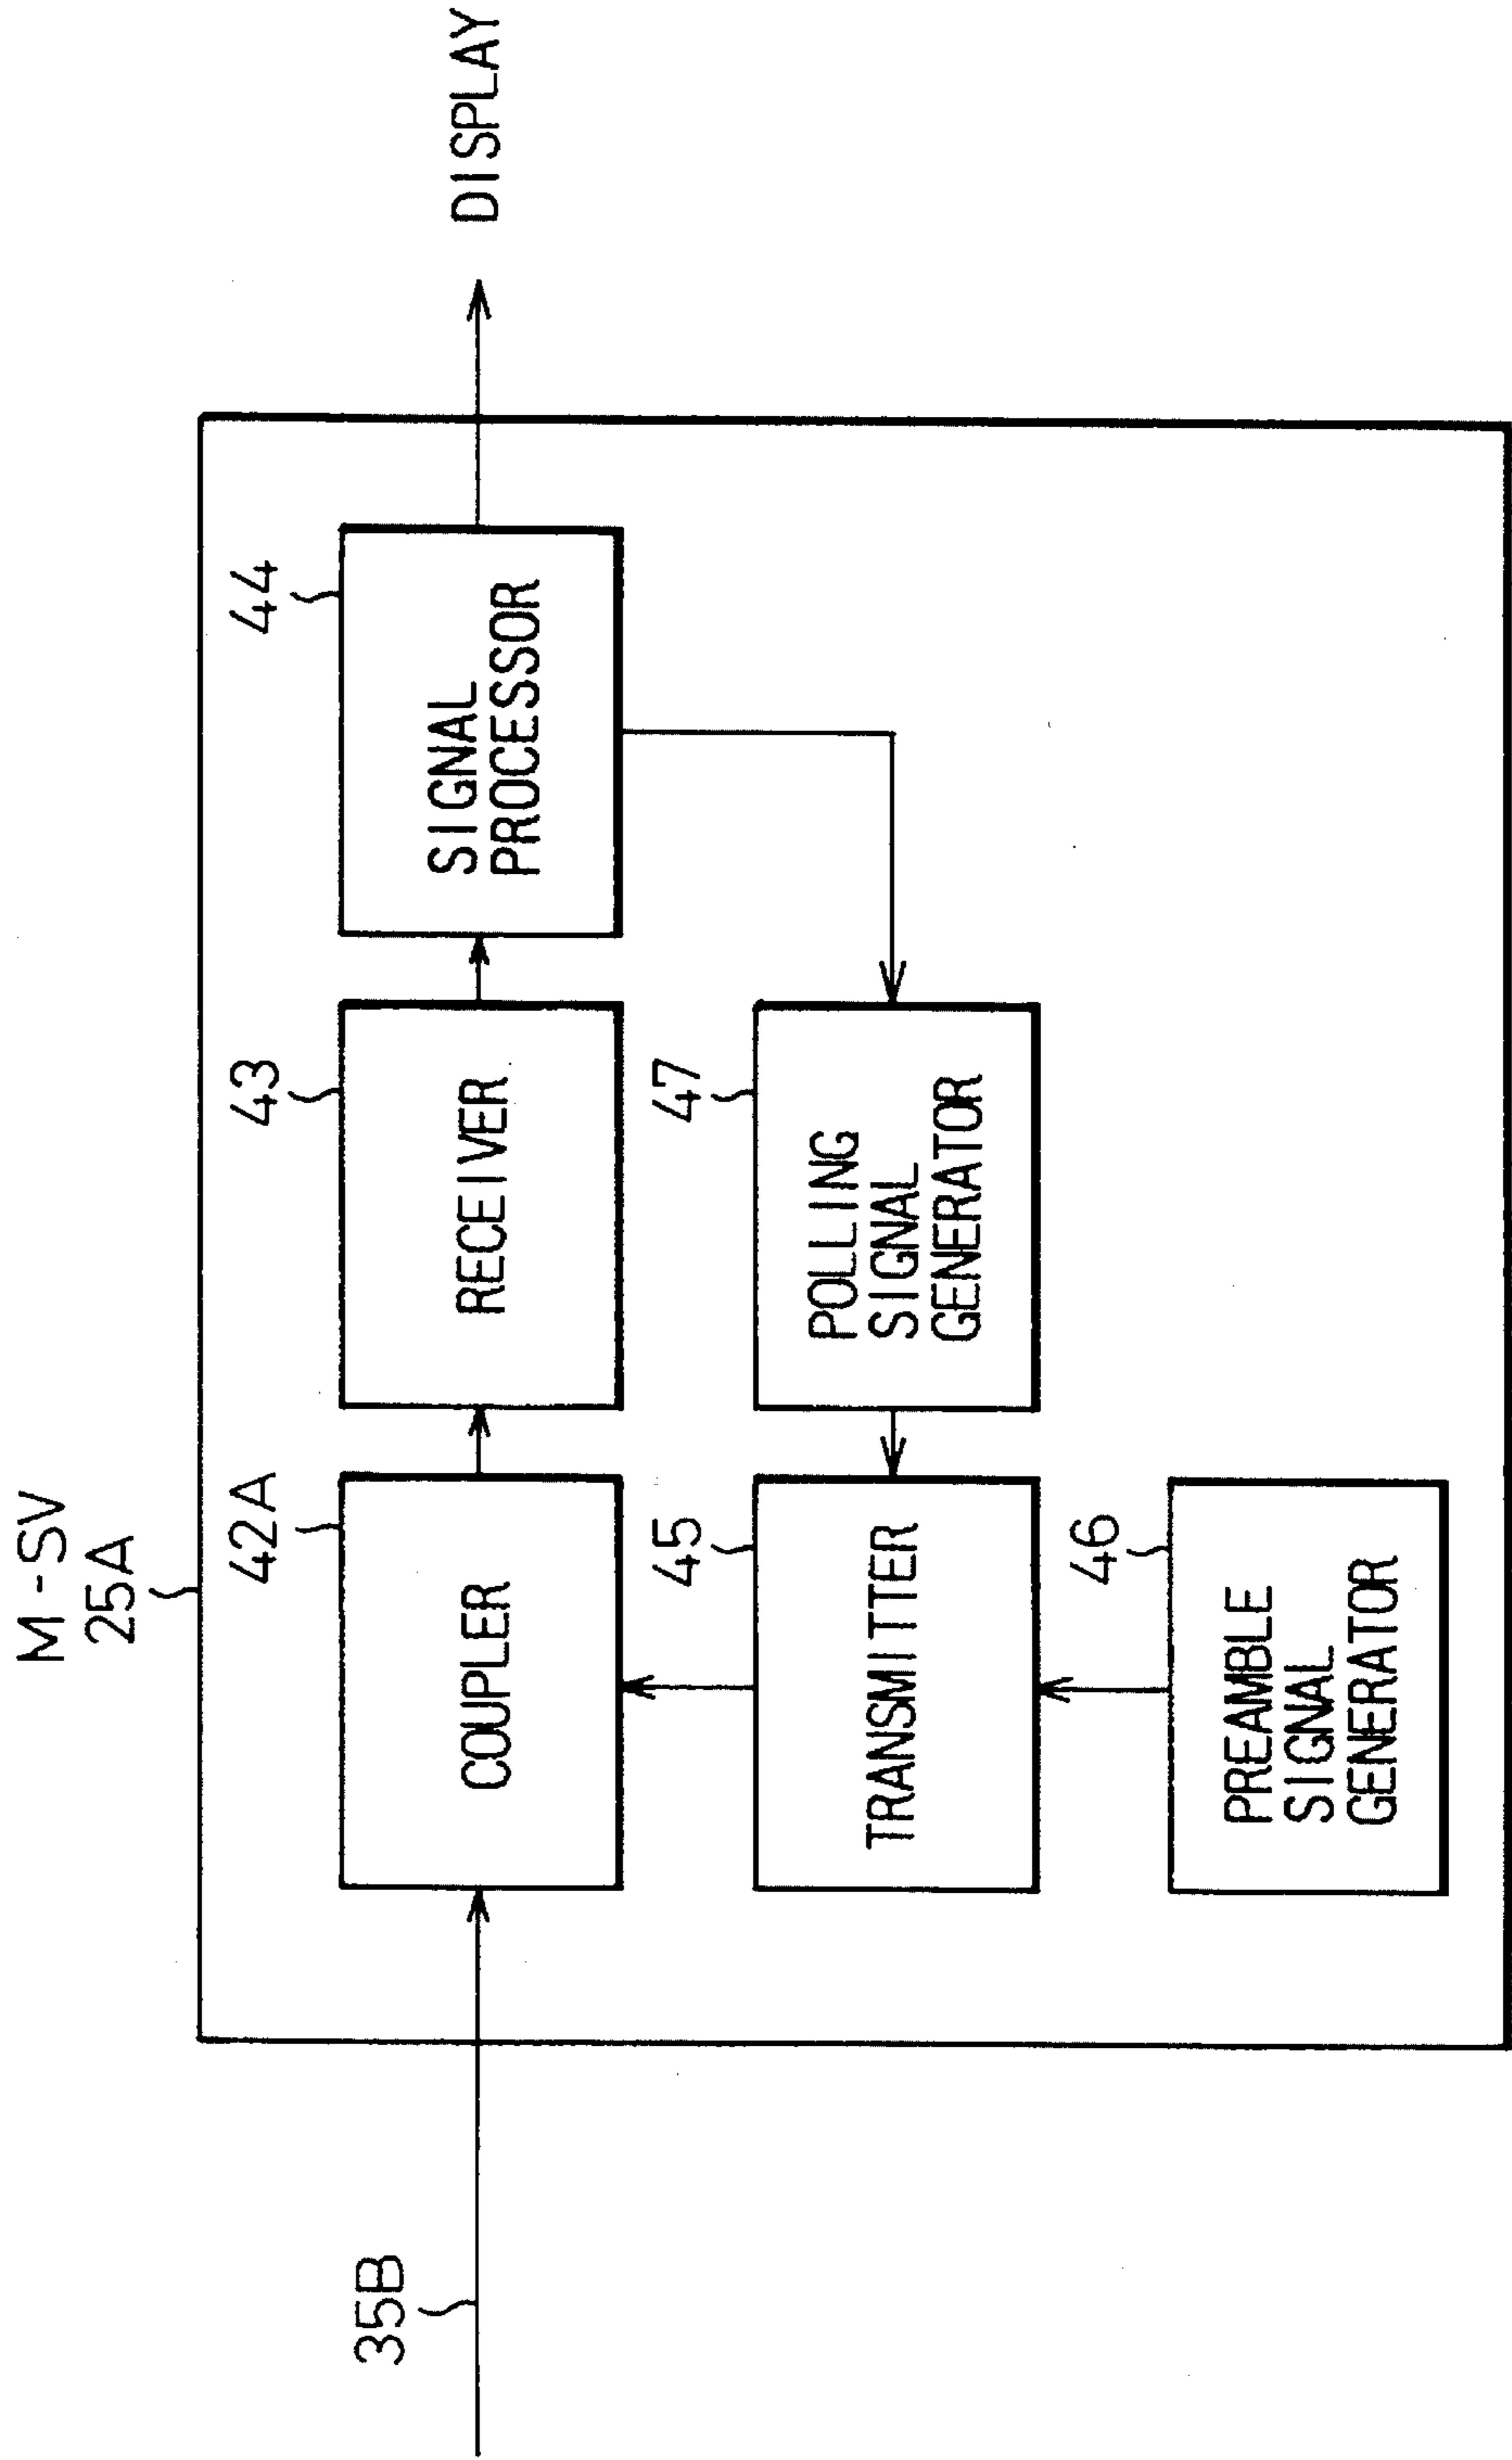 M-SV
25A
35B
42A
COUPLER
43
RECEIVER
44
SIGNAL
PROCESSOR
DISPLAY
45
TRANSMITTER
47
POLLING
SIGNAL
GENERATOR
46
PREAMBLE
SIGNAL
GENERATOR